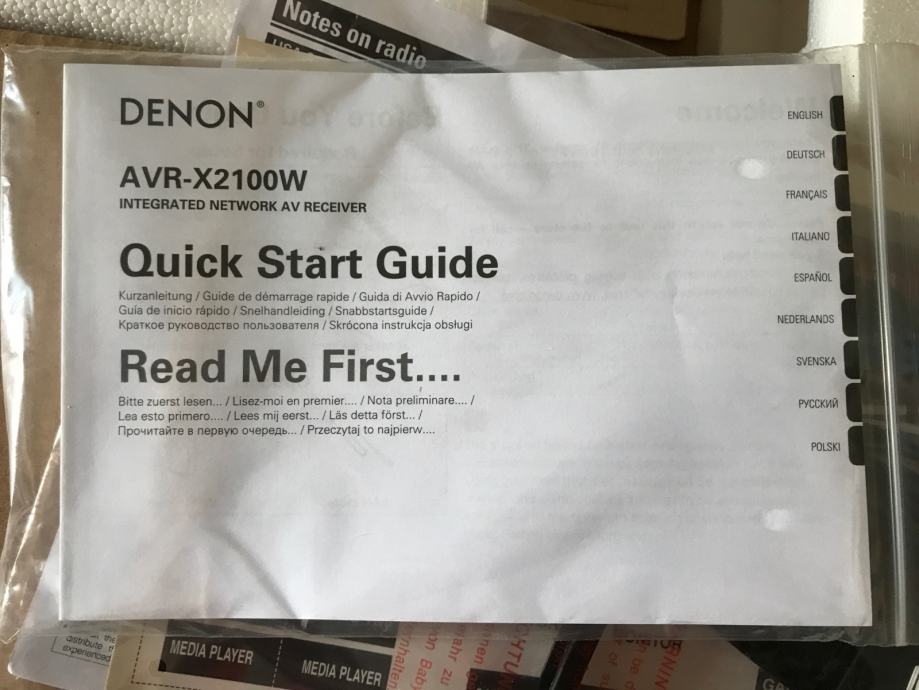 Notes on radio
DENON®
AVR-X2100W
INTEGRATED NETWORK AV RECEIVER
Quick Start Guide
Kurzanleitung / Guide de démarrage rapide / Guida di Avvio Rapido /
Guía de inicio rápido / Snelhandleiding / Snabbstartsguide /
Краткое руководство пользователя / Skrócona instrukcja obsługi
Read Me First....
Bitte zuerst lesen... / Lisez-moi en premier.... / Nota preliminare.... /
Lea esto primero.... / Lees mij eerst... / Läs detta först... /
Прочитайте в первую очередь... / Przeczytaj to najpierw....
ENGLISH
DEUTSCH
FRANÇAIS
ITALIANO
ESPAÑOL
NEDERLANDS
SVENSKA
РУССКИЙ
POLSKI
distribute
experienced
MEDIA PLAYER
MEDIA PLAYER